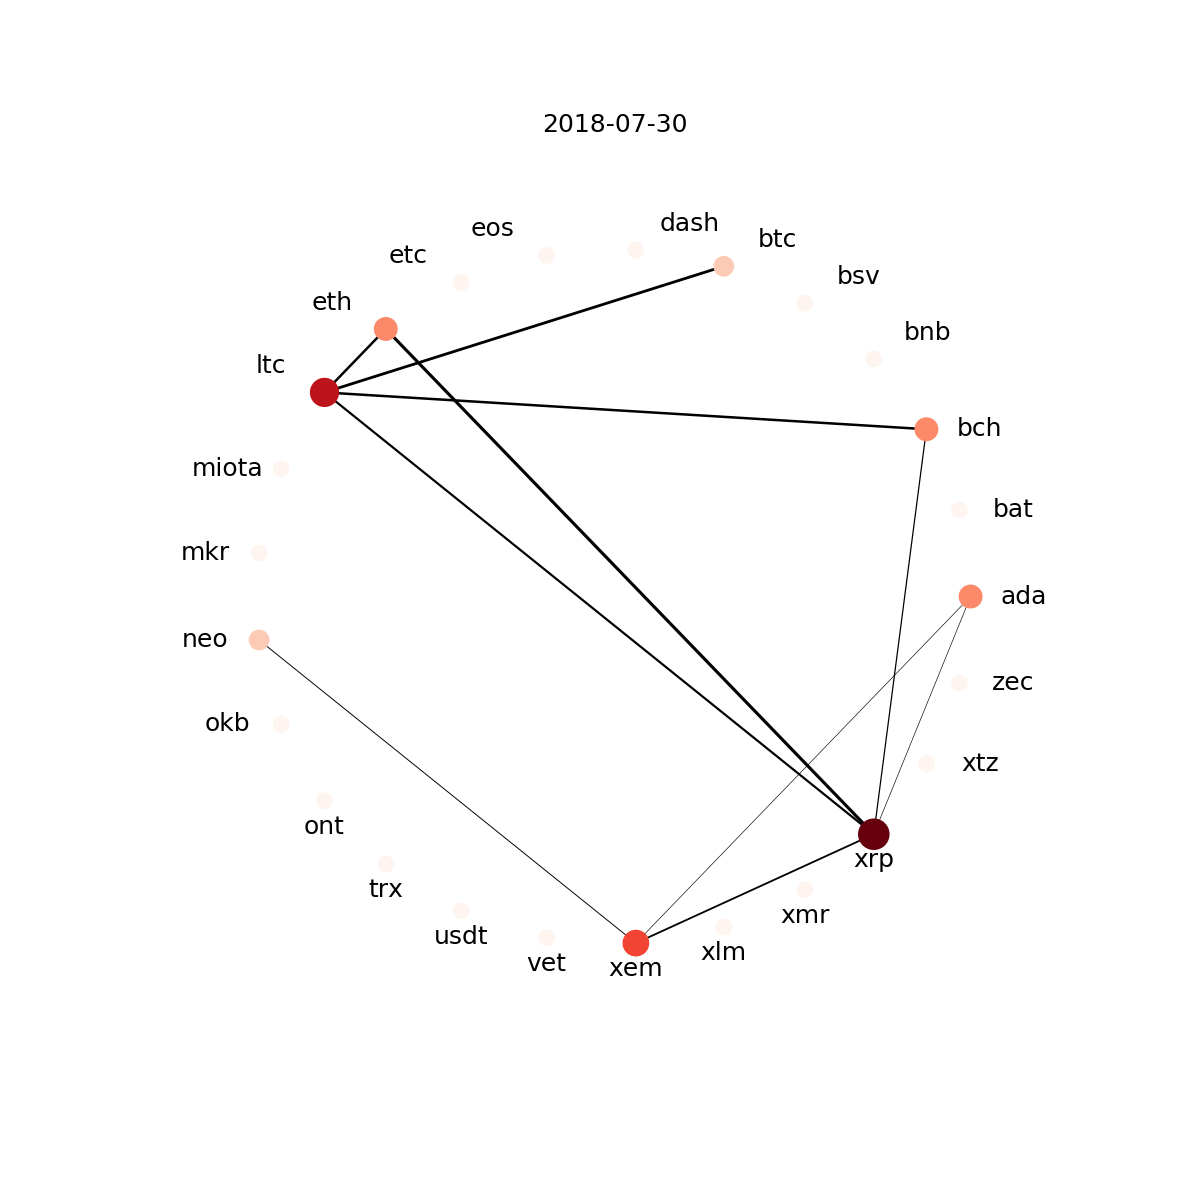 2018-07-30
dash
eos
btc
etc
bsv
eth
bnb
ltc
bch
miota
bat
mkr
ada
neo
zec
okb
xtz
ont
xrp
trx
xmr
usdt
xlm
vet
xem